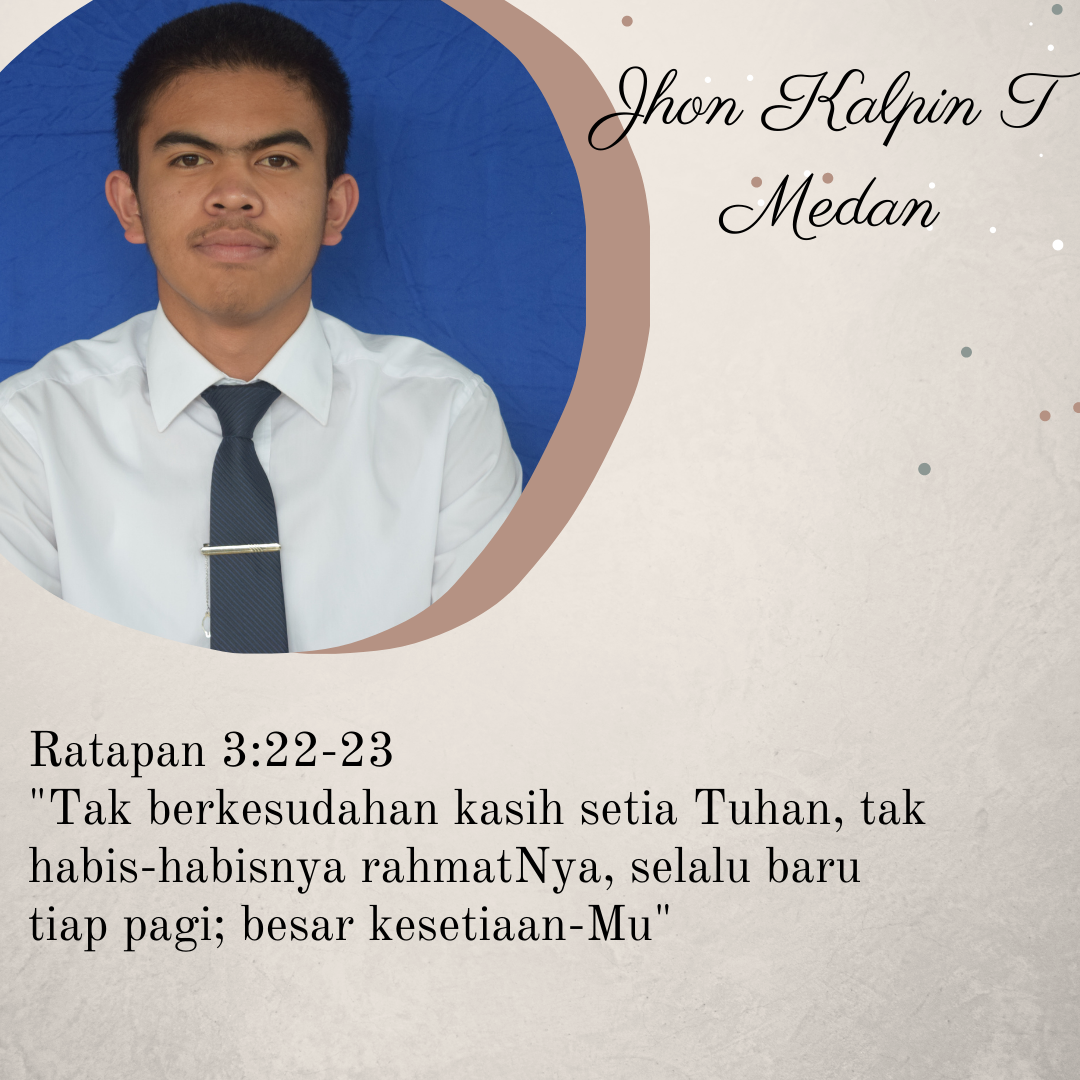 Jhon Kalpin T
Medan
Ratapan 3:22-23
"Tak berkesudahan kasih setia Tuhan, tak
habis-habisnya rahmatNya, selalu baru
tiap pagi; besar kesetiaan-Mu"